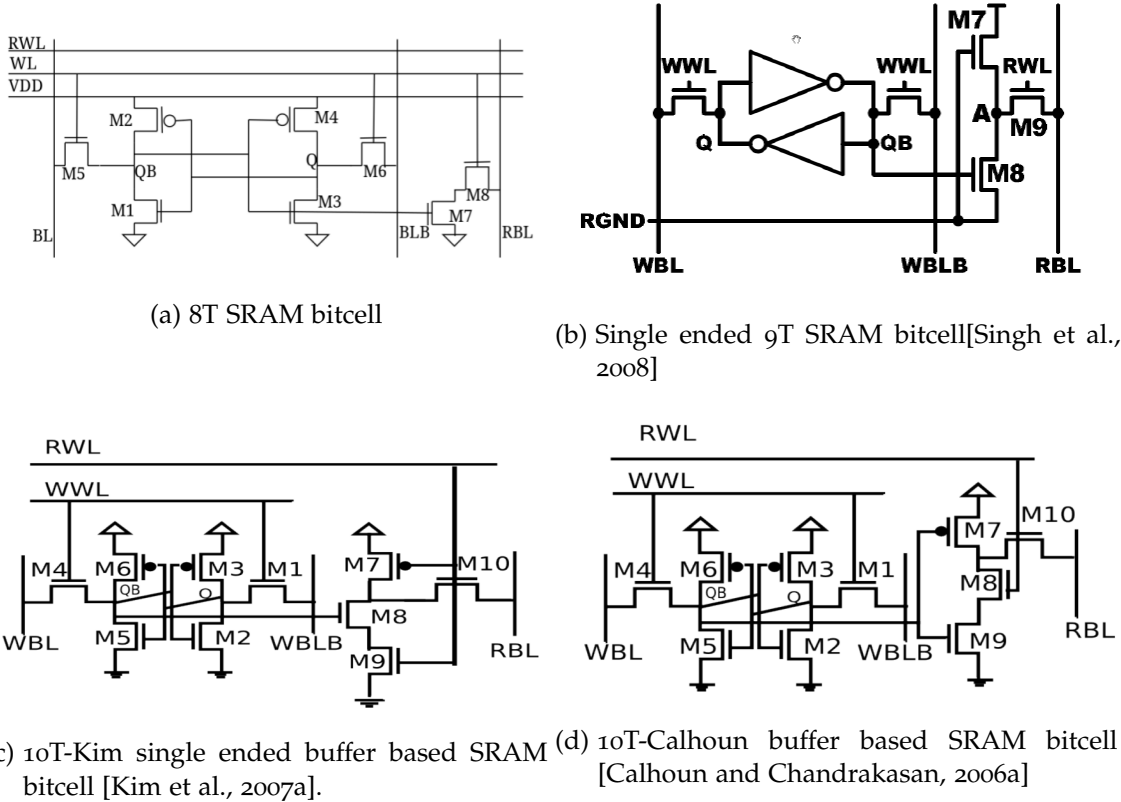 RWL
WL
VDD
M2
M4
M5
QB
Q
M6
M8
M1
M3
M7
BL
BLB
RBL
(a) 8T SRAM bitcell
M7
WWL
WWL
RWL
A
M9
Q
QB
M8
RGND
WBL
WBLB
RBL
(b) Single ended 9T SRAM bitcell[Singh et al.,
2008]
RWL
WWL
M4
M6
M3
M1
M7
M10
QB
Q
M8
WBL
M5
M2
WBLB
M9
RBL
c) 10T-Kim single ended buffer based SRAM
bitcell [Kim et al., 2007a].
RWL
WWL
M4
M6
M3
M1
M7
M10
QB
Q
M8
WBL
M5
M2
WBLB
M9
RBL
(d) 10T-Calhoun buffer based SRAM bitcell
[Calhoun and Chandrakasan, 2006a]